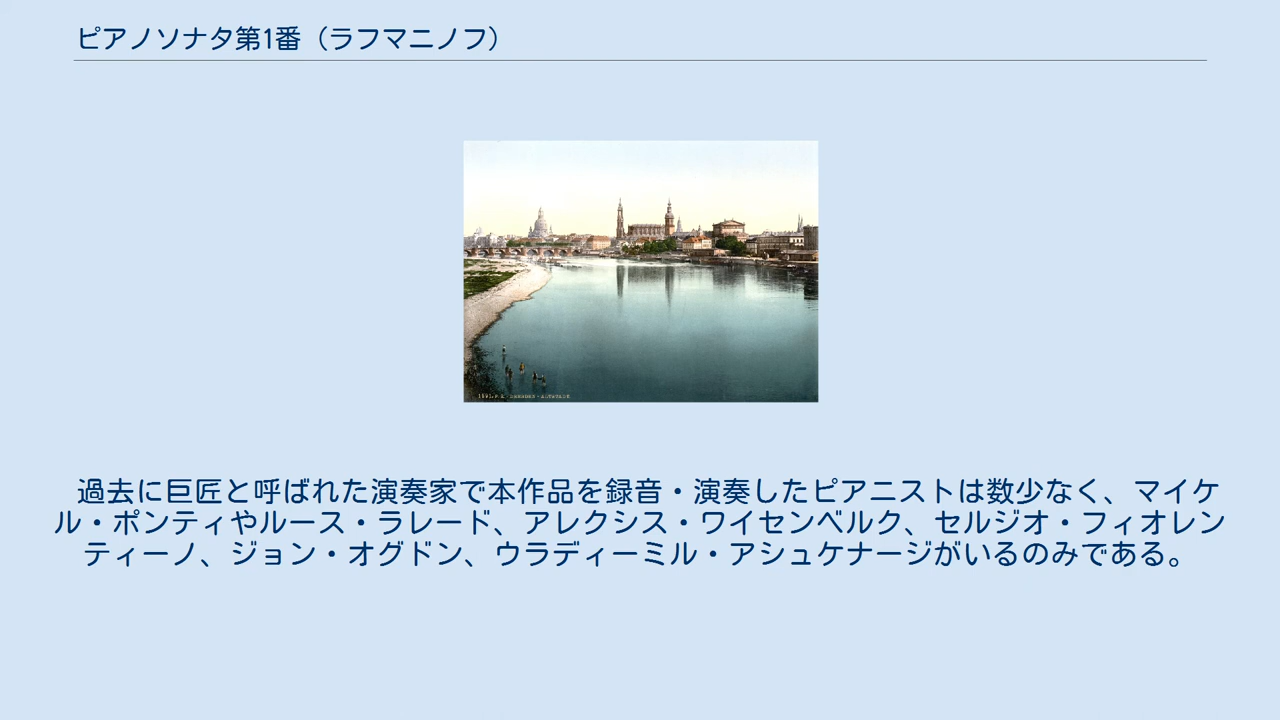 ピアノソナタ第1番（ラフマニノフ）
過去に巨匠と呼ばれた演奏家で本作品を録音・演奏したピアニストは数少なく、マイケ
ル・ポンティやルース・ラレード、アレクシス・ワイセンベルク、セルジオ・フィオレン
ティーノ、ジョン・オグドン、ウラディーミル・アシュケナージがいるのみである。